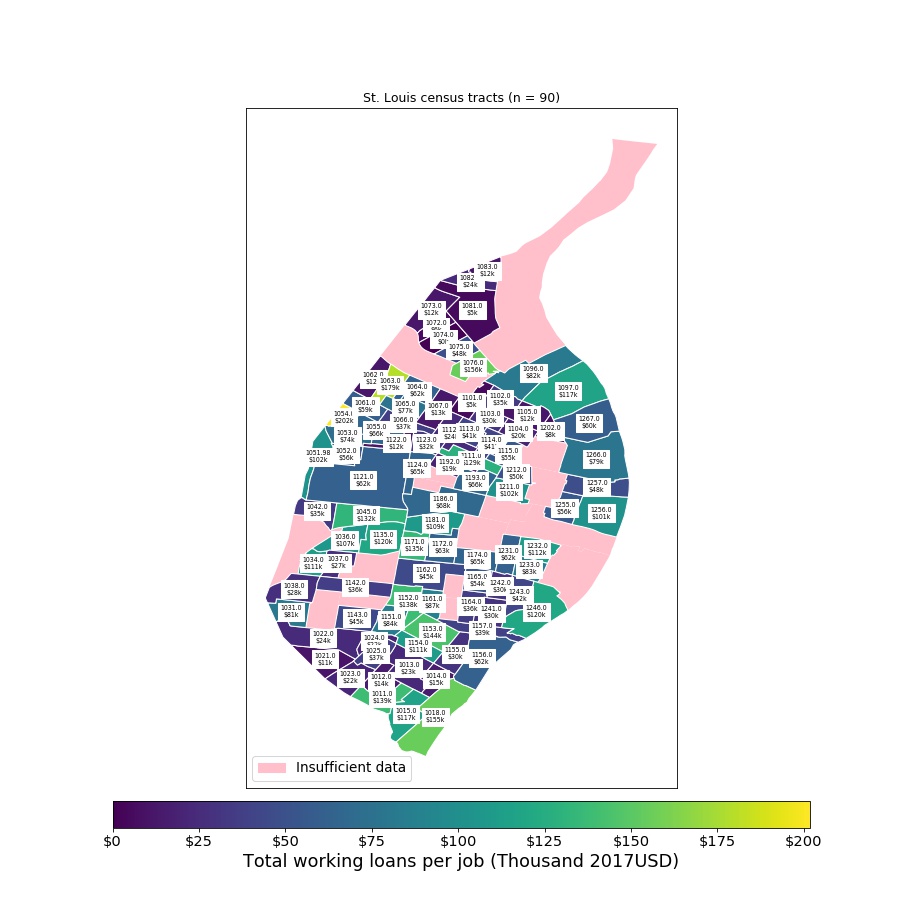 St. Louis census tracts (n = 90)
1083.0
$12k
1082
$24k
1081.0
$5k
1073.0
$12k
1072.0
1074.0
1075.0
$48k
1076.0
$156k
1096.0
$82k
1097.0
$117k
1062.0
$12
1063.0
$179k
1064.0
$62k
1101.0
$5k
1102.0
$35k
1061.0
$59k
1065.0
$77k
1067.0
$13k
1103.0
$30k
1105.0
$12k
1267.0
$60k
1054.0
$202k
1066.0
$37k
1053.0
$74k
1055.0
$66k
1112
$24k
1113.0
$41k
1104.0
$20k
1202.0
$8k
1122.0
$12k
1123.0
$32k
1114.0
$41k
1051.98
$102k
1052.0
$56k
1115.0
$55k
1266.0
$79k
1124.0
$65k
1192.0
$19k
1111.0
$129k
1121.0
$62k
1193.0
$66k
1212.0
$50k
1211.0
$102k
1257.0
$48k
1042.0
$35k
1045.0
$132k
1186.0
$68k
1255.0
$56k
1256.0
$101k
1181.0
$109k
1036.0
$107k
1135.0
$120k
1171.0
$135k
1172.0
$63k
1174.0
$65k
1231.0
$62k
1232.0
$112k
1034.0
$111k
1037.0
$27k
1162.0
$45k
1233.0
$83k
1038.0
$28k
1142.0
$36k
1165.0
$54k
1242.0
$30k
1243.0
$42k
1031.0
$81k
1152.0
$138k
1161.0
$87k
1164.0
$36k
1241.0
$30k
1246.0
$120k
1143.0
$45k
1151.0
$84k
1022.0
$24k
1153.0
$144k
1157.0
$39k
1024.0
1025.0
$37k
1154.0
$111k
1155.0
$30k
1156.0
$62k
1021.0
$11k
1013.0
$23k
1023.0
$22k
1012.0
$14k
1014.0
$15k
1011.0
$139k
1015.0
$117k
1018.0
$155k
Insufficient data
$0 $25 $50 $75 $100 $125 $150 $175 $200
Total working loans per job (Thousand 2017USD)